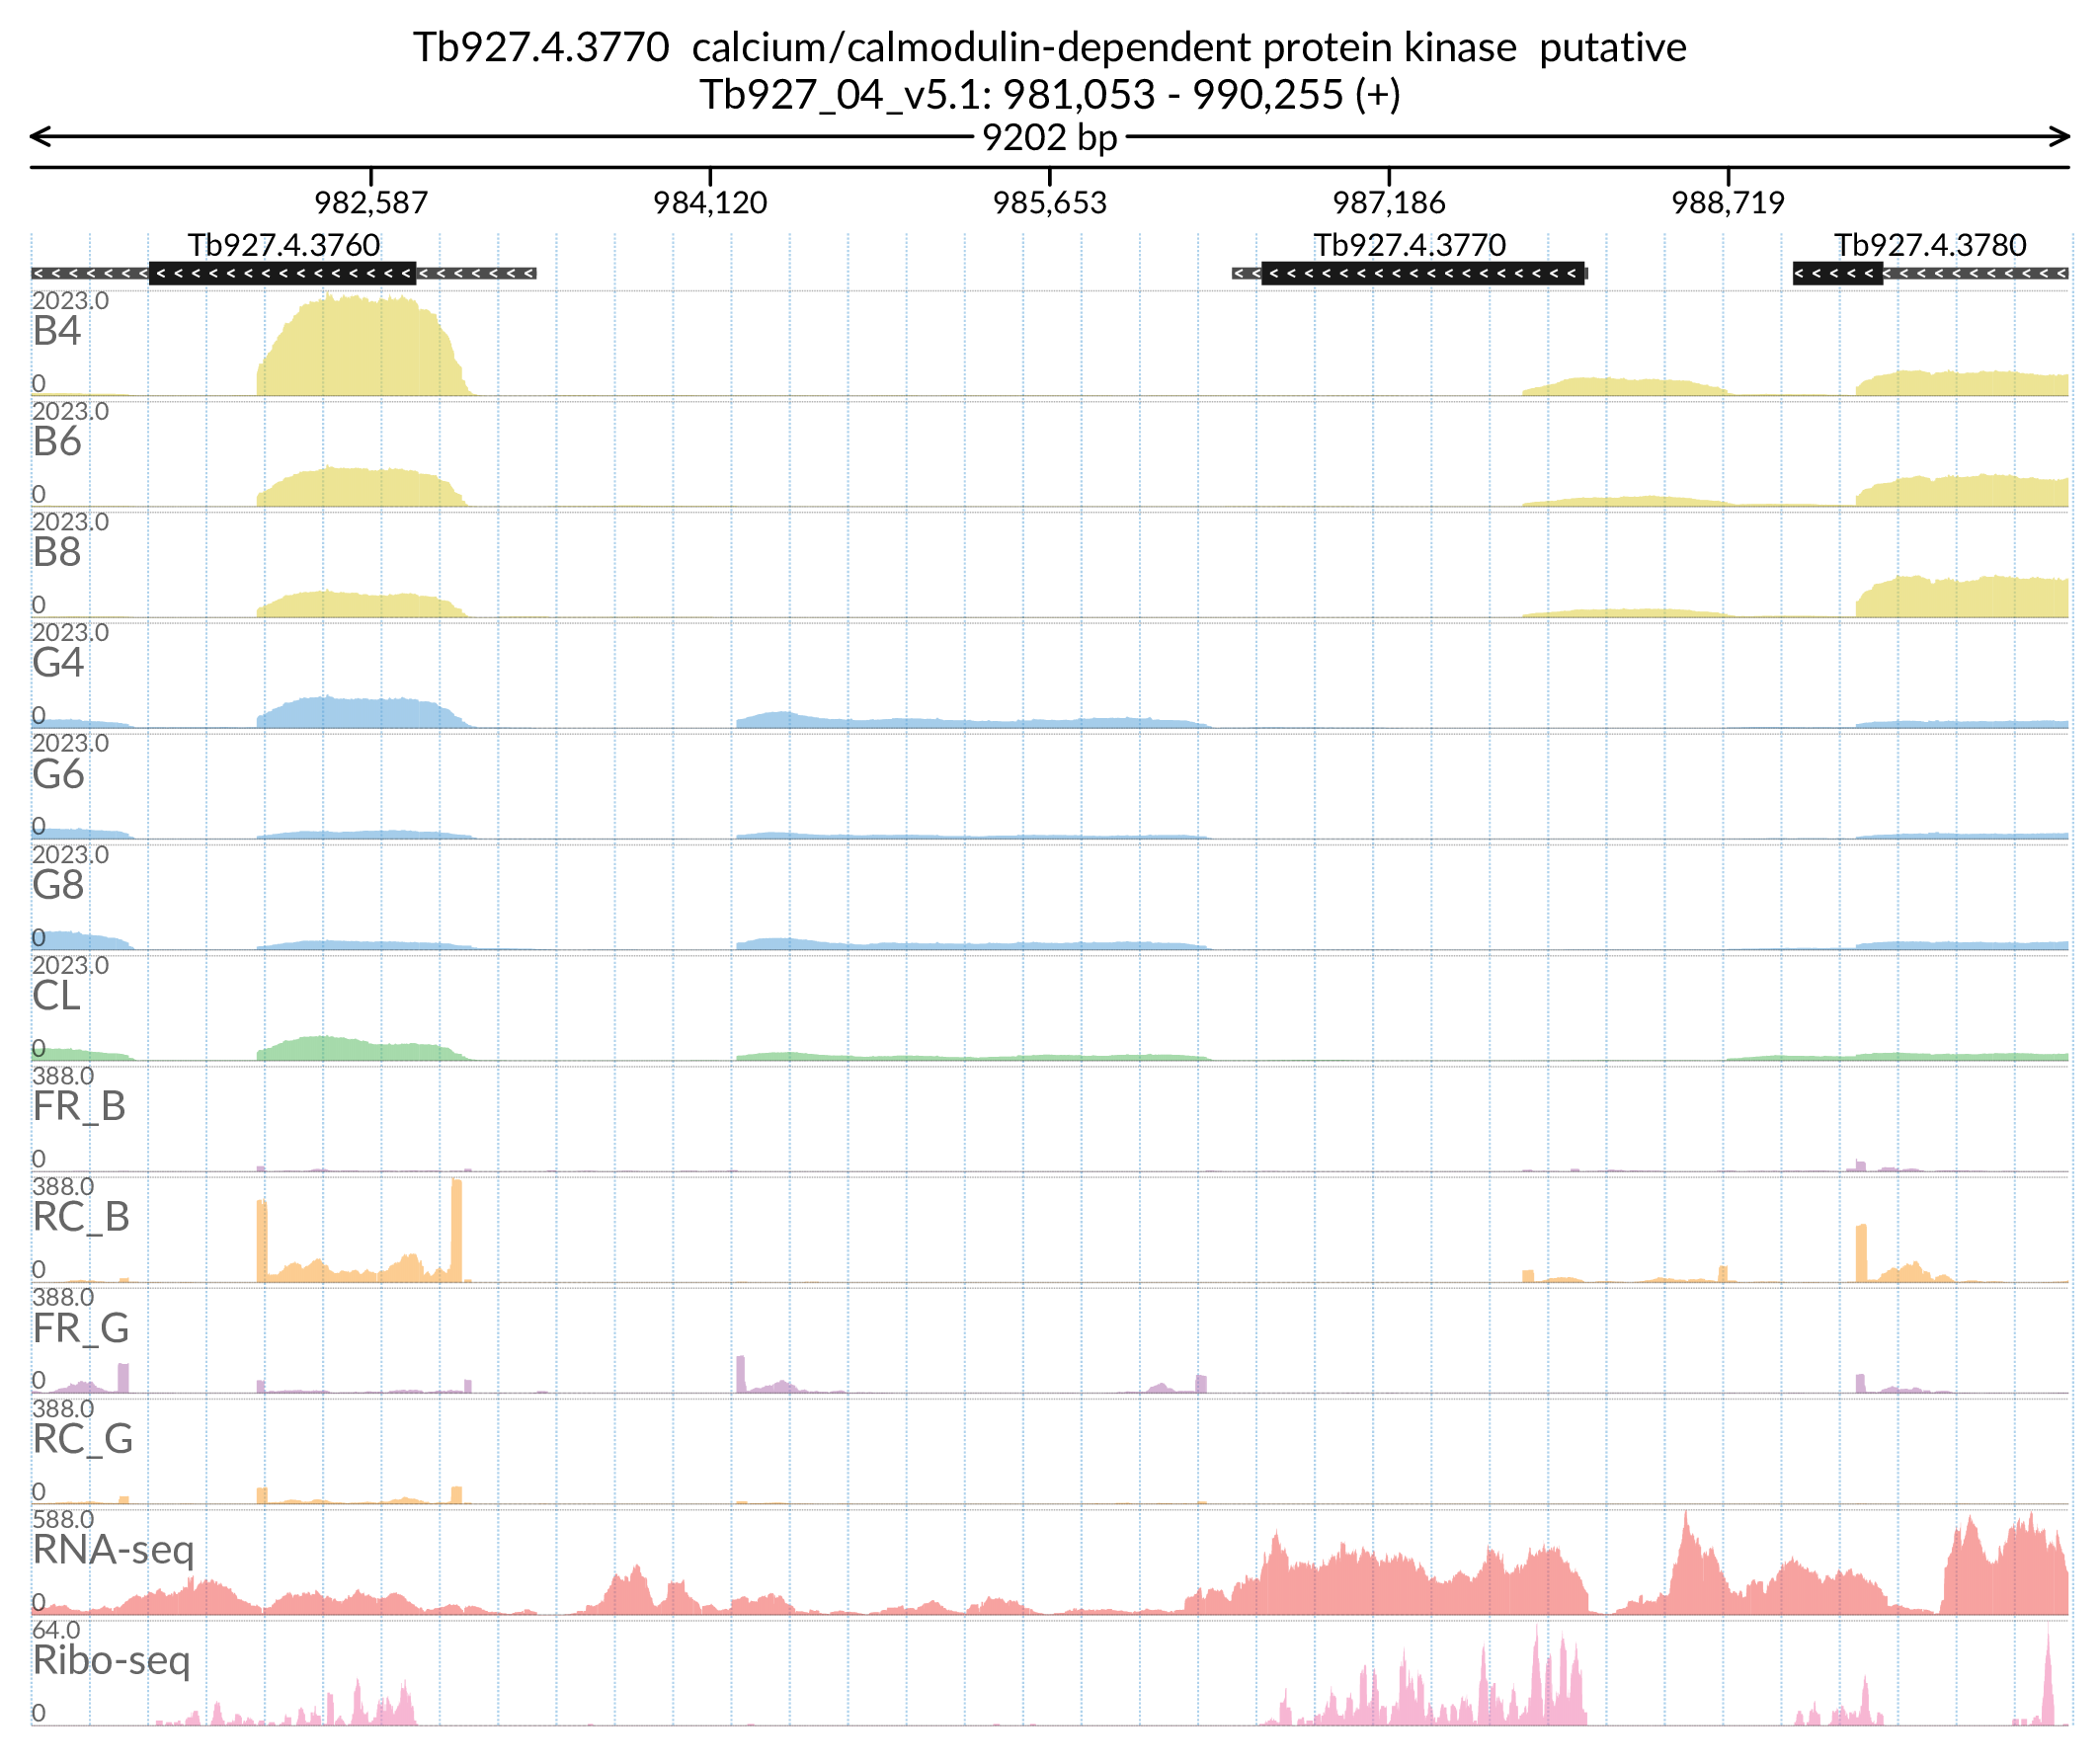 Tb927.4.3770  calcium/calmodulin-dependent protein kinase  putative
Tb927_04_v5.1: 981,053 - 990,255 (+)
9202 bp
982,587 984,120 985,653 987,186 988,719
Tb927.4.3760 Tb927.4.3770 Tb927.4.3780
2023.0
B4
0
2023.0
B6
0
2023.0
B8
0
2023.0
G4
0
2023.0
G6
0
2023.0
G8
0
2023.0
CL
0
388.0
FR_B
0
388.0
RC_B
0
388.0
FR_G
0
388.0
RC_G
0
588.0
RNA-seq
0
64.0
Ribo-seq
0